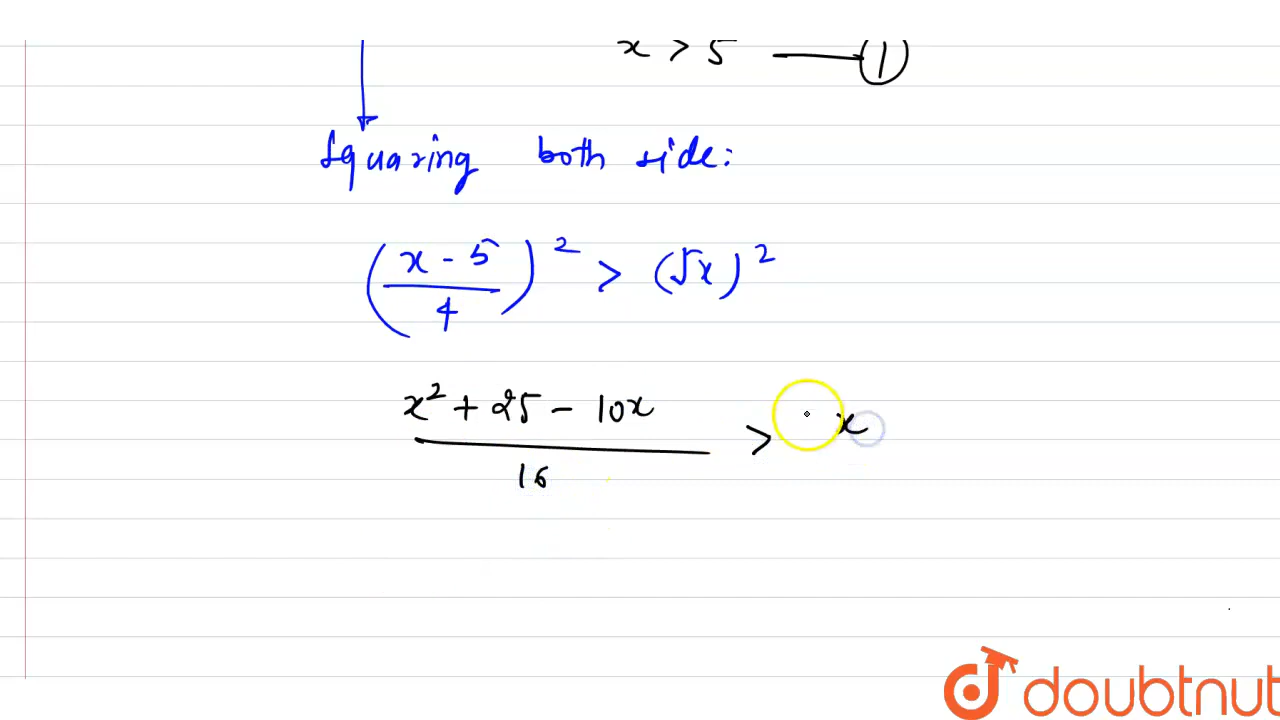 x > 5 —— ①
Squaring both side:
(x - 5 / 4)² > (√x)²
x² + 25 - 10x / 16 > x
doubtnut